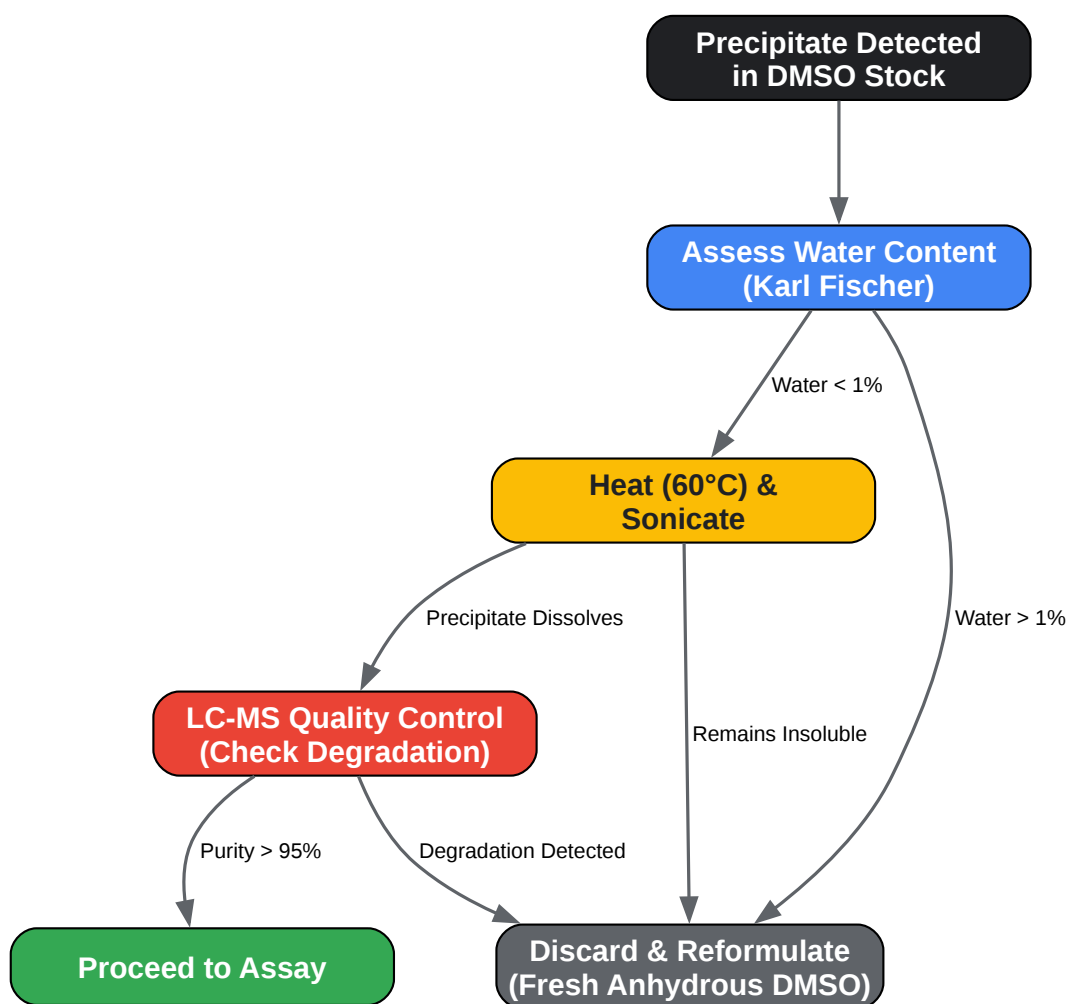 Precipitate Detected
in DMSO Stock
Assess Water Content
(Karl Fischer)
Water < 1%
Heat (60°C) &
Sonicate
Precipitate Dissolves
Water > 1%
LC-MS Quality Control
(Check Degradation)
Remains Insoluble
Purity > 95%
Degradation Detected
Proceed to Assay
Discard & Reformulate
(Fresh Anhydrous DMSO)